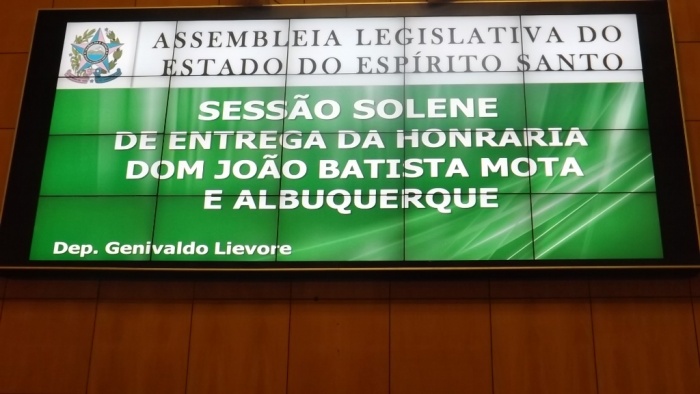 ASSEMBLEIA LEGISLATIVA DO
ESTADO DO ESPÍRITO SANTO
SESSÃO SOLENE
DE ENTREGA DA HONRARIA
DOM JOÃO BATISTA MOTA
E ALBUQUERQUE
Dep. Genivaldo Lievore